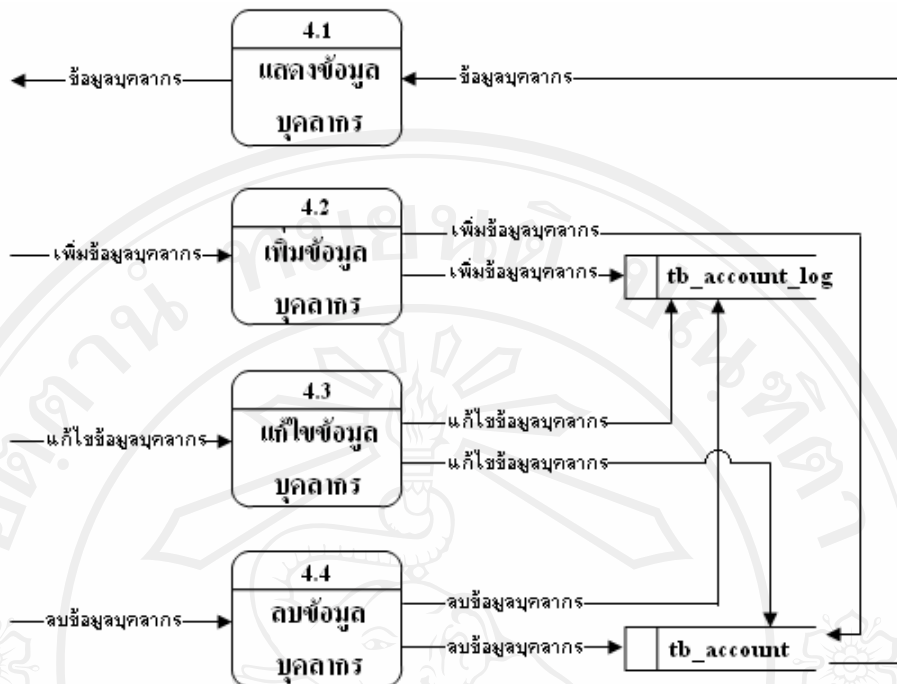 4.1
แสดงข้อมูล
บุคลากร
ข้อมูลบุคลากร
ข้อมูลบุคลากร
4.2
เพิ่มข้อมูล
บุคลากร
เพิ่มข้อมูลบุคลากร
เพิ่มข้อมูลบุคลากร
เพิ่มข้อมูลบุคลากร
tb_account_log
4.3
แก้ไขข้อมูล
บุคลากร
แก้ไขข้อมูลบุคลากร
แก้ไขข้อมูลบุคลากร
แก้ไขข้อมูลบุคลากร
4.4
ลบข้อมูล
บุคลากร
ลบข้อมูลบุคลากร
ลบข้อมูลบุคลากร
ลบข้อมูลบุคลากร
tb_account